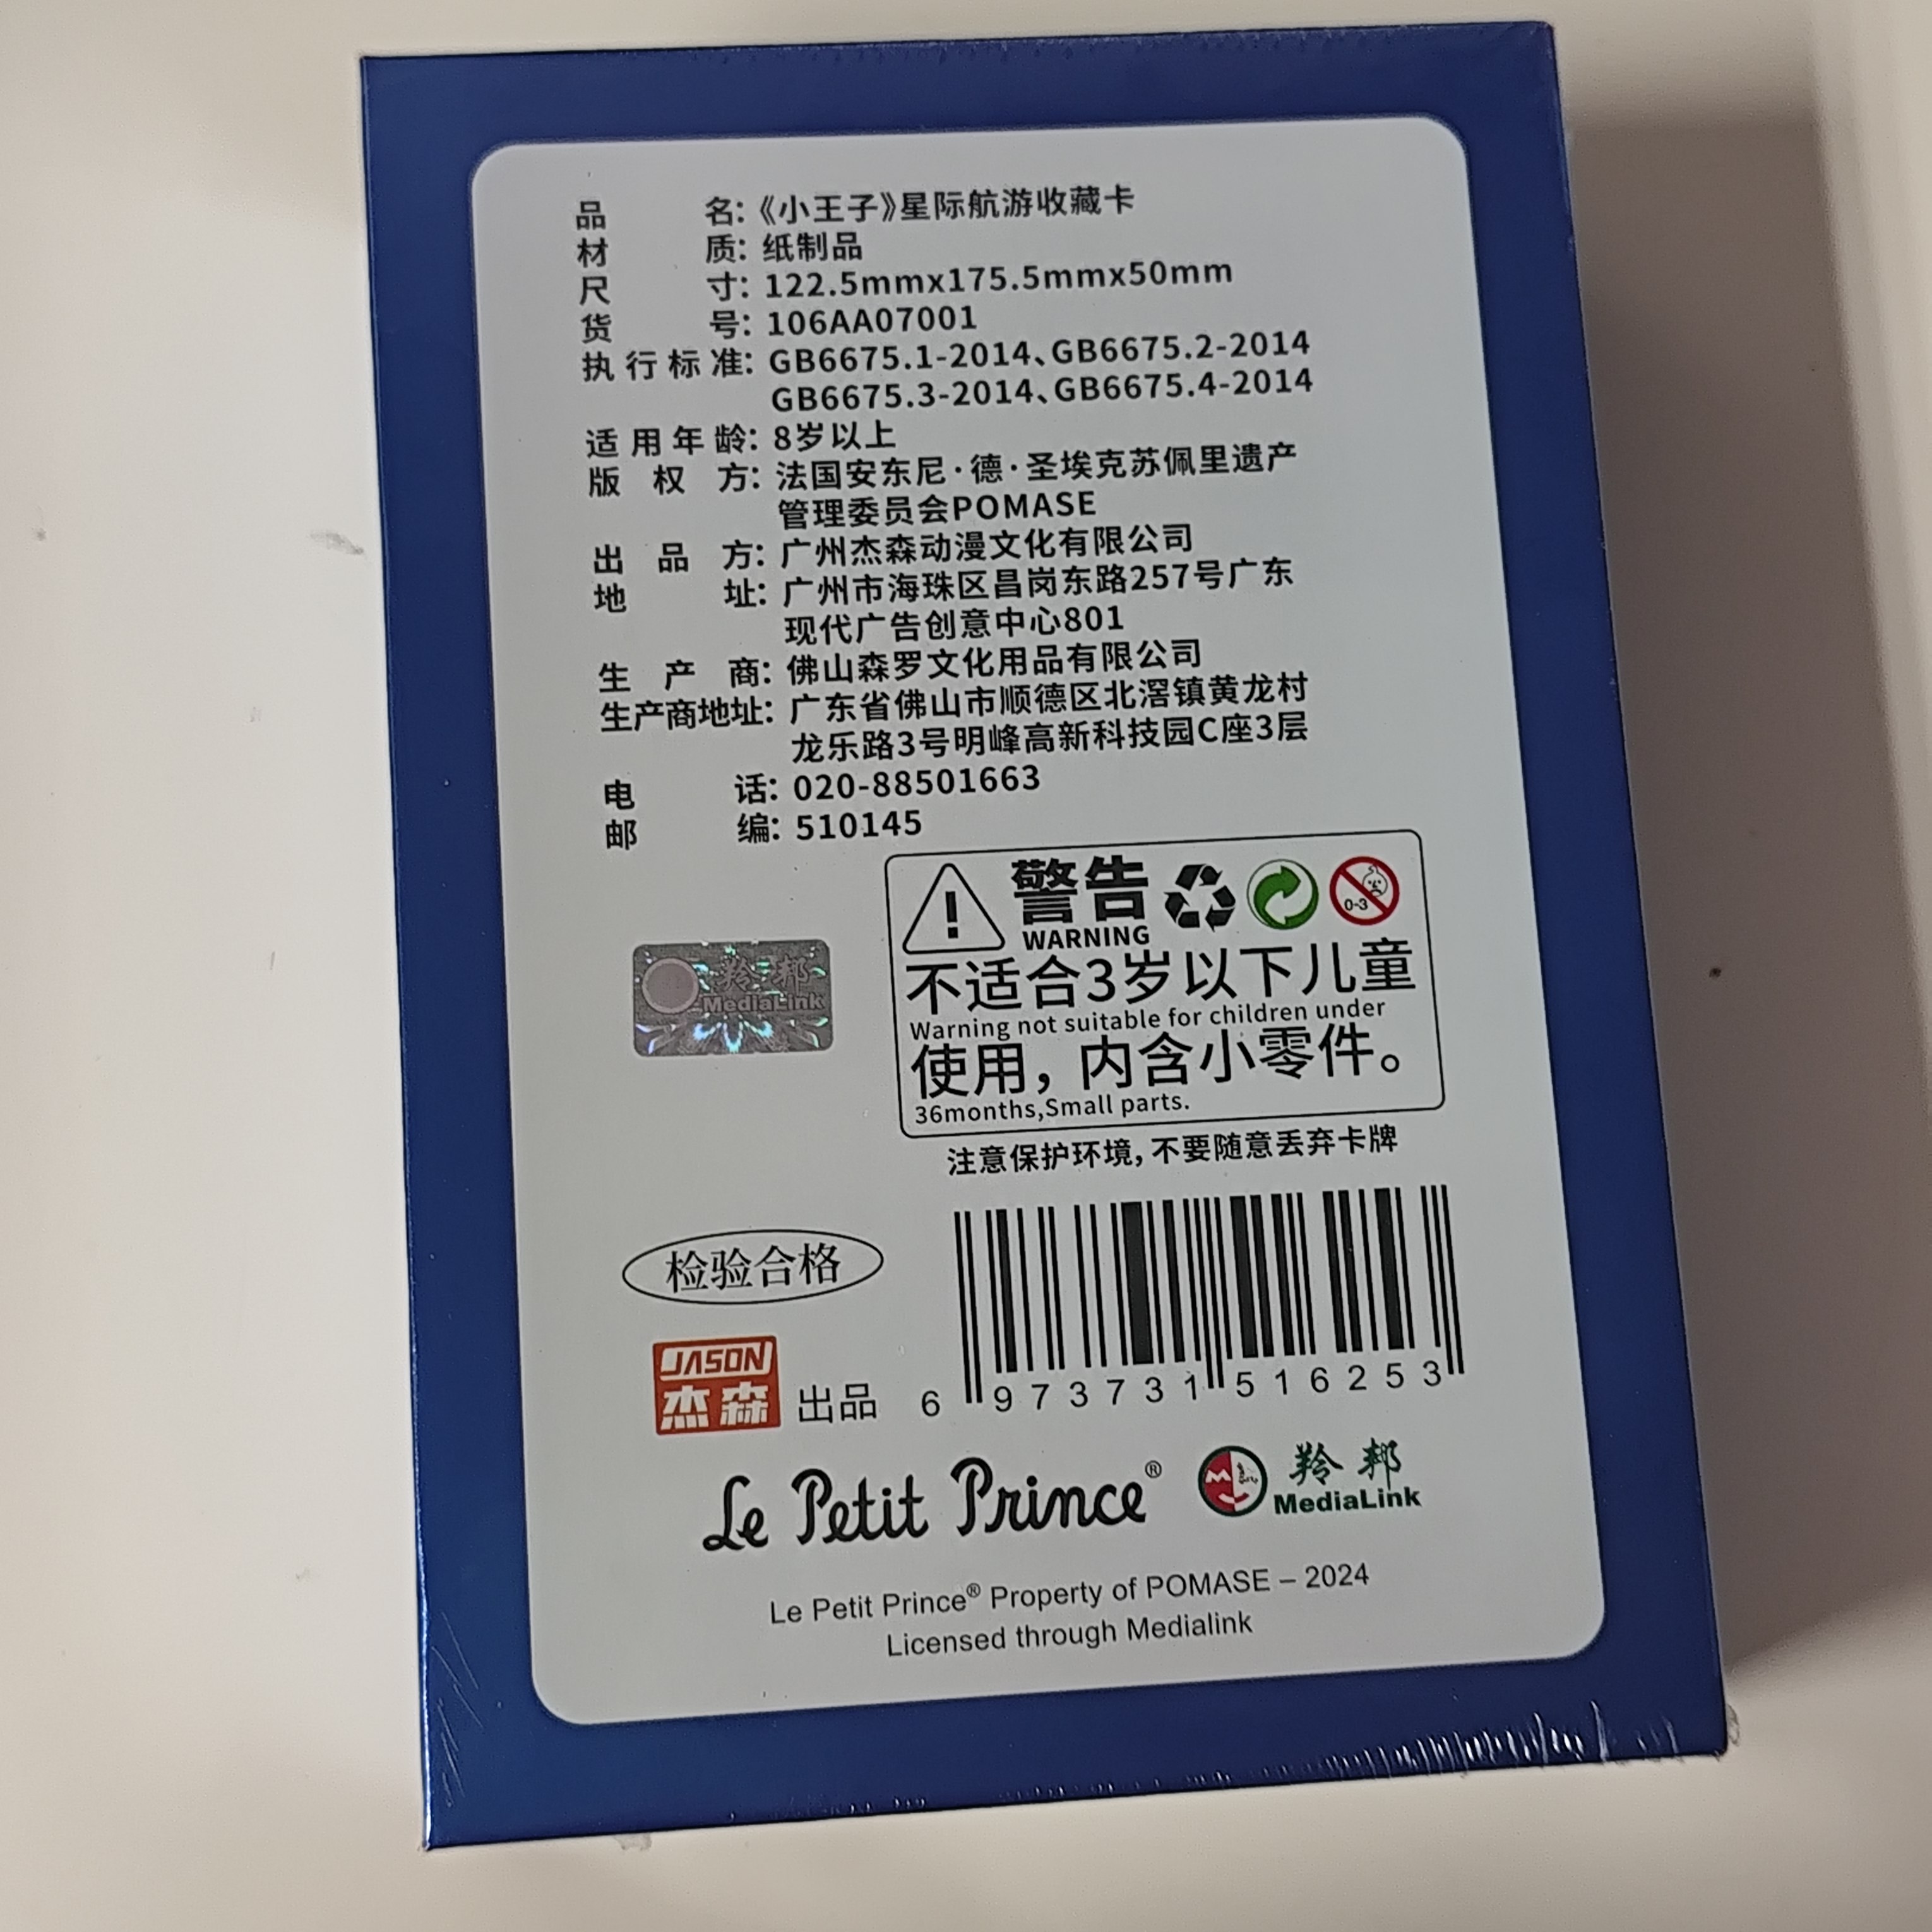 品名：《小王子》星际航游收藏卡
材质：纸制品
尺寸：122.5mmx175.5mmx50mm
货号：106AA07001
执行标准：GB6675.1-2014、GB6675.2-2014
GB6675.3-2014、GB6675.4-2014
适用年龄：8岁以上
版权方：法国安东尼·德·圣埃克苏佩里遗产
管理委员会POMASE
出品方：广州杰森动漫文化有限公司
地址：广州市海珠区昌岗东路257号广东
现代广告创意中心801
生产商：佛山森罗文化用品有限公司
生产商地址：广东省佛山市顺德区北滘镇黄龙村
龙乐路3号明峰高新科技园C座3层
电话：020-88501663
邮编：510145
警告
WARNING
0-3
不适合3岁以下儿童
Warning not suitable for children under
使用，内含小零件。
36months,Small parts.
羚邦
MediaLink
注意保护环境，不要随意丢弃卡牌
检验合格
JASON
杰森 出品
6 973731 516253
Le Petit Prince®
羚邦
MediaLink
Le Petit Prince® Property of POMASE – 2024
Licensed through Medialink